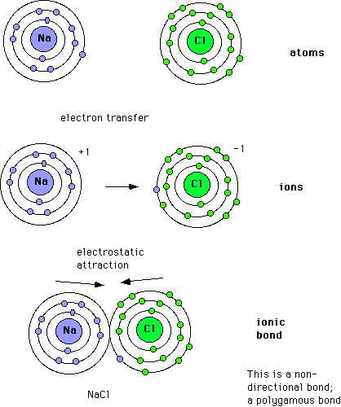 Na
Cl
atoms
electron transfer
+1
-1
Na
Cl
ions
electrostatic
attraction
Na
Cl
ionic
bond
NaCl
This is a non-
directional bond;
a polygamous bond